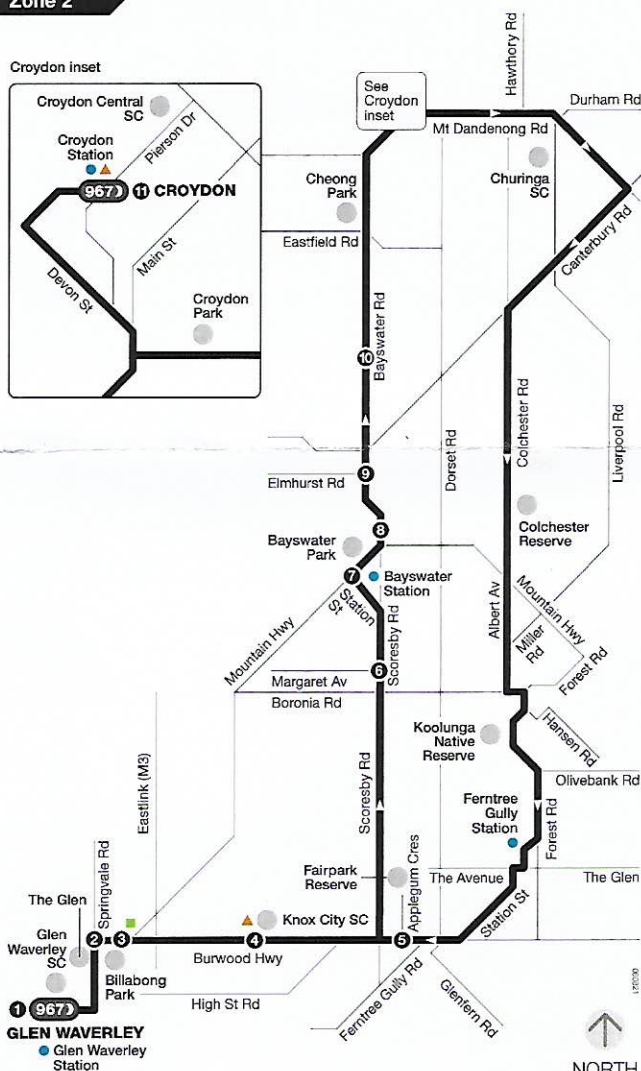 Zone 2
Croydon inset
Croydon Central
SC
Croydon
Station
Pierson Dr
967
11 CROYDON
Main St
Devon St
Croydon
Park
See
Croydon
inset
Hawthory Rd
Durham Rd
Mt Dandenong Rd
Churinga
SC
Canterbury Rd
Cheong
Park
Eastfield Rd
Bayswater Rd
10
Dorset Rd
Colchester Rd
Liverpool Rd
Elmhurst Rd
9
8
Colchester
Reserve
Bayswater
Park
7
Bayswater
Station
Station
St
Mountain Hwy
Scoresby Rd
Albert Av
Mountain Hwy
Miller
Rd
Forest Rd
6
Margaret Av
Boronia Rd
Hansen Rd
Koolunga
Native
Reserve
Olivebank Rd
Eastlink (M3)
Scoresby Rd
Ferntree
Gully
Station
Forest Rd
Fairpark
Reserve
Applegum Cres
The Avenue
The Glen
Station St
Springvale Rd
The Glen
Glen
Waverley
SC
2
3
4
Knox City SC
5
Burwood Hwy
Billabong
Park
High St Rd
Ferntree Gully Rd
Glenfern Rd
1
967
GLEN WAVERLEY
Glen Waverley
Station
NORTH